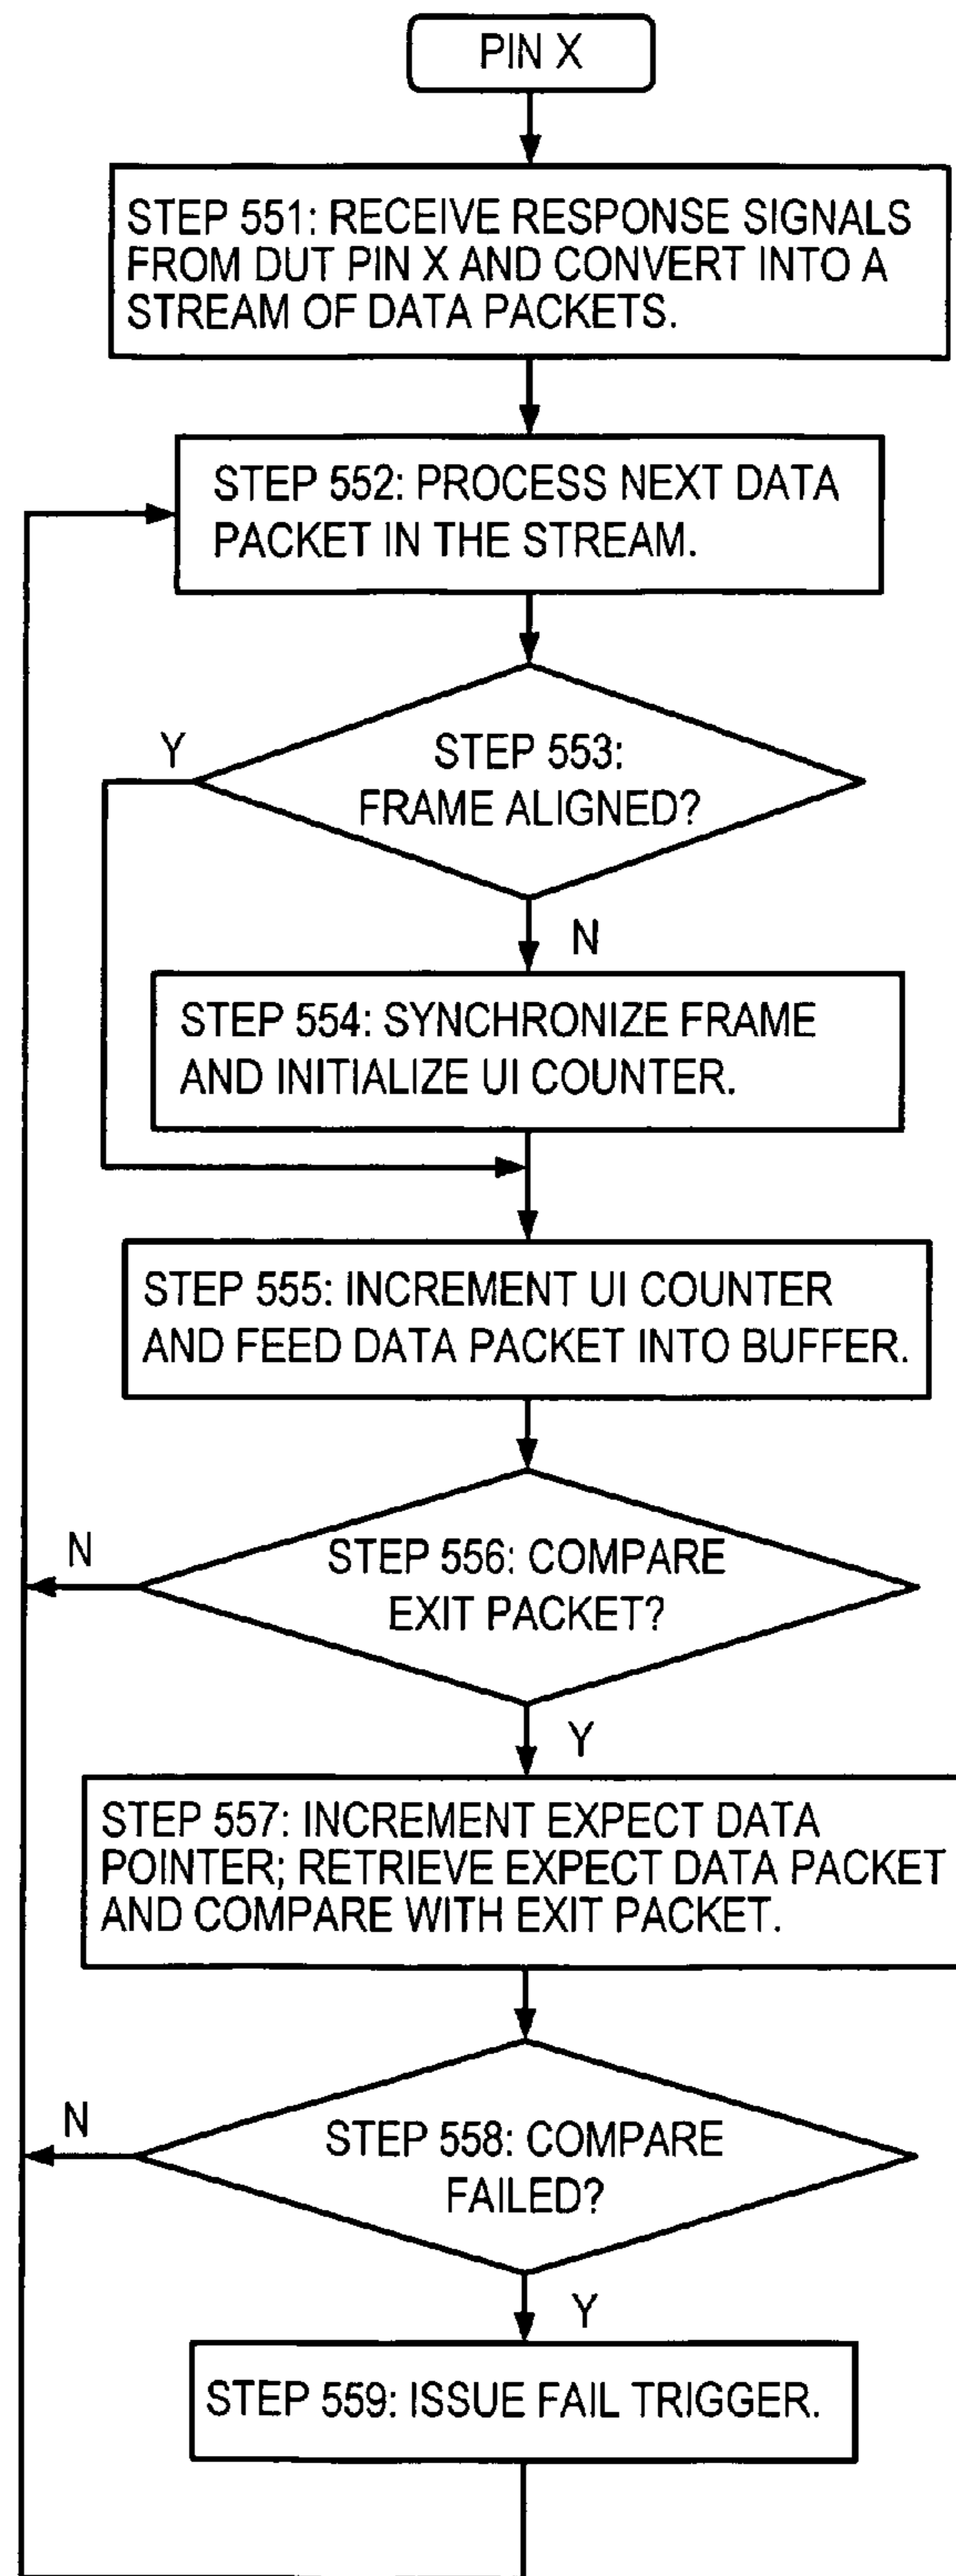 PIN X
STEP 551: RECEIVE RESPONSE SIGNALS
FROM DUT PIN X AND CONVERT INTO A
STREAM OF DATA PACKETS.
STEP 552: PROCESS NEXT DATA
PACKET IN THE STREAM.
Y
STEP 553:
FRAME ALIGNED?
N
STEP 554: SYNCHRONIZE FRAME
AND INITIALIZE UI COUNTER.
STEP 555: INCREMENT UI COUNTER
AND FEED DATA PACKET INTO BUFFER.
N
STEP 556: COMPARE
EXIT PACKET?
Y
STEP 557: INCREMENT EXPECT DATA
POINTER; RETRIEVE EXPECT DATA PACKET
AND COMPARE WITH EXIT PACKET.
N
STEP 558: COMPARE
FAILED?
Y
STEP 559: ISSUE FAIL TRIGGER.